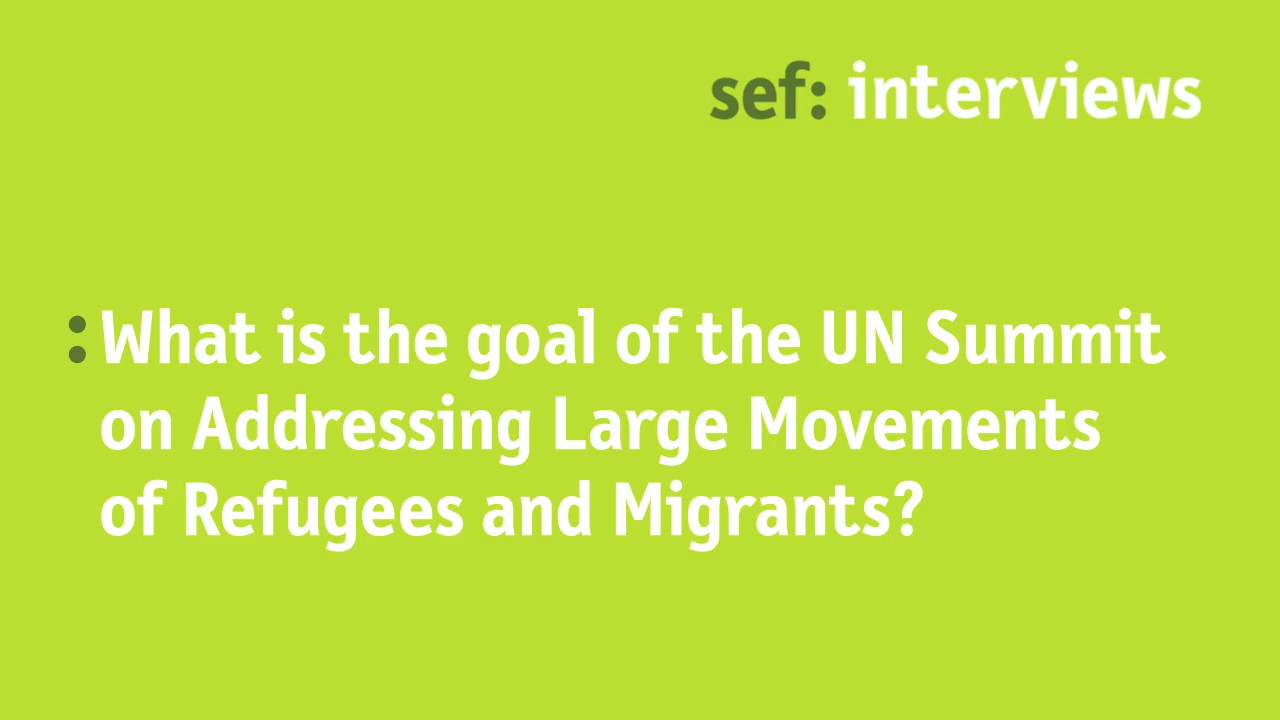 sef: interviews
: What is the goal of the UN Summit
on Addressing Large Movements
of Refugees and Migrants?